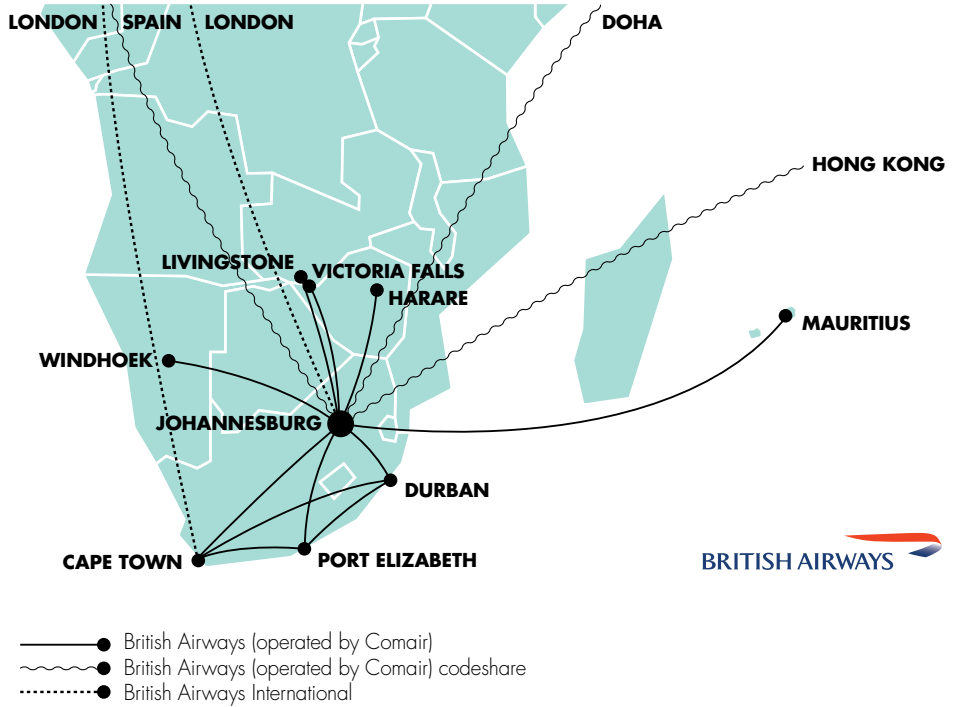 LONDON SPAIN LONDON DOHA
HONG KONG
LIVINGSTONE
VICTORIA FALLS
HARARE
MAURITIUS
WINDHOEK
JOHANNESBURG
DURBAN
CAPE TOWN
PORT ELIZABETH
BRITISH AIRWAYS
British Airways (operated by Comair)
British Airways (operated by Comair) codeshare
British Airways International